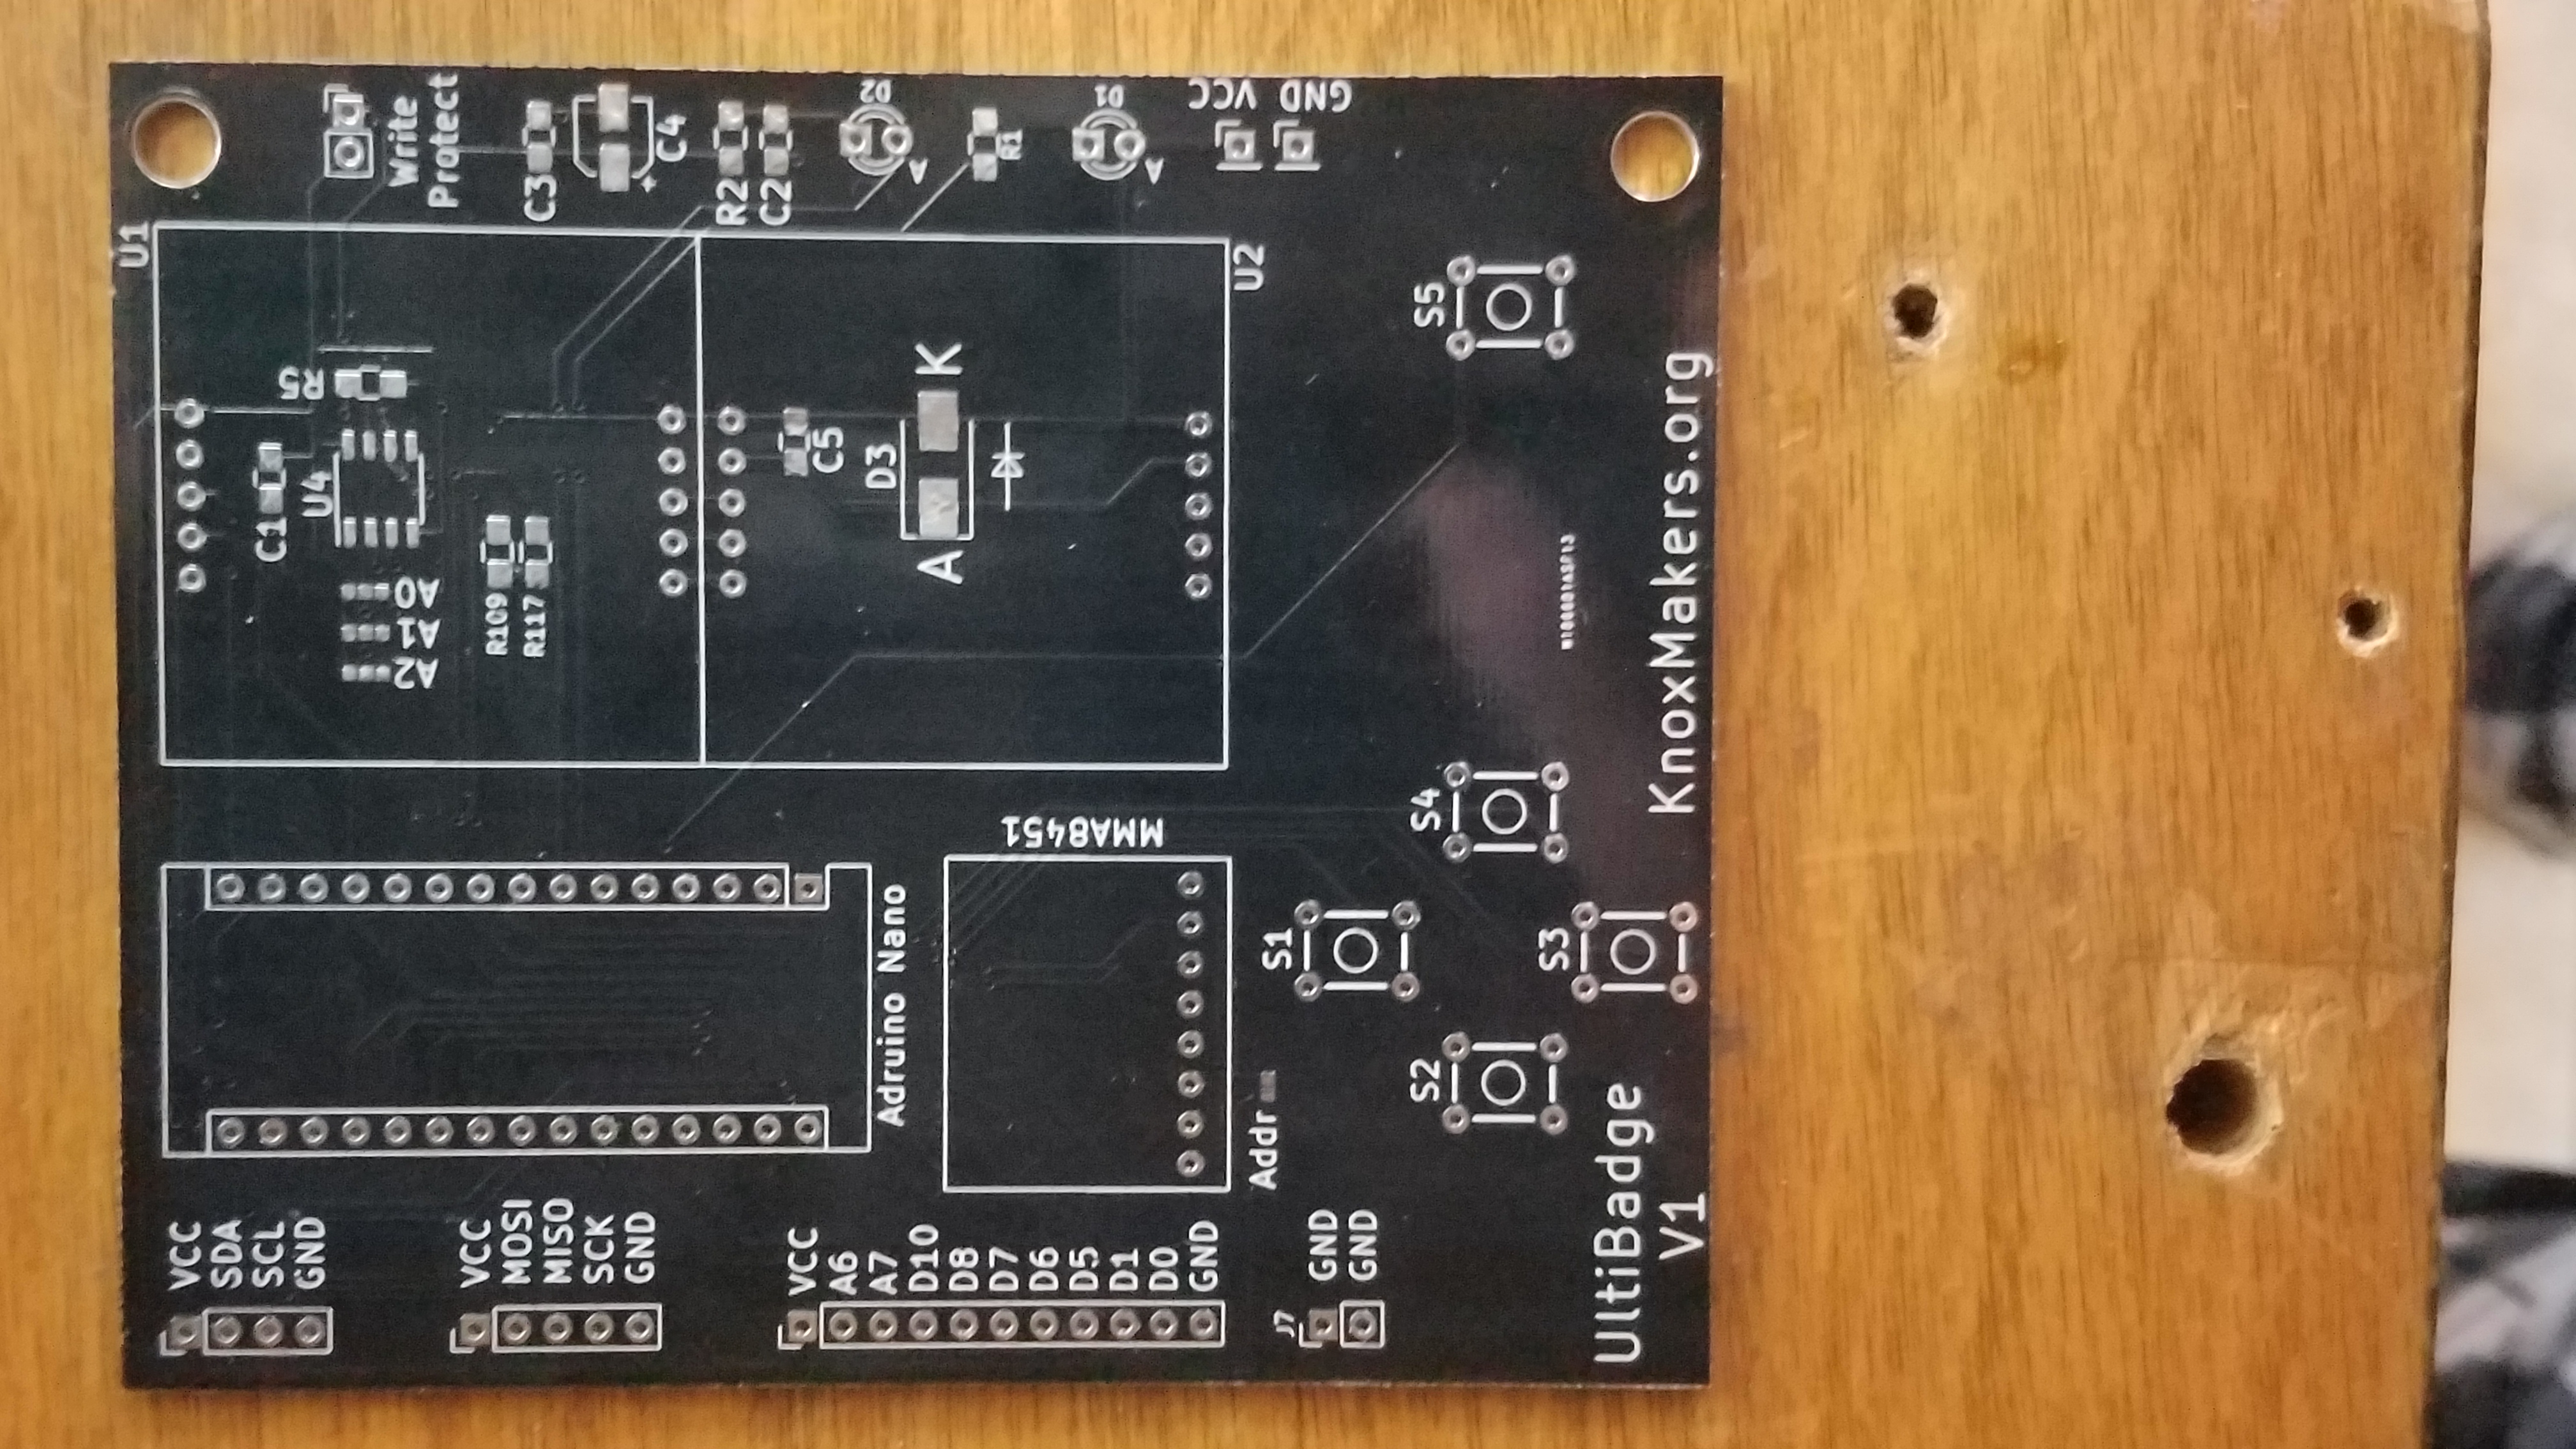 U1
VCC
SDA
SCL
GND
C1
U4
R5
A2
A1
A0
Write
Protect
VCC
MOSI
MISO
SCK
GND
R109
R117
C3
+
C4
R2
C2
VCC
A6
A7
D10
D8
D7
D6
D5
D1
D0
GND
Adruino Nano
C5
D3
A
K
D2
A
R1
D1
A
MMA8451
U2
GND VCC
Addr
J7
GND
GND
S1
S2
S4
S5
S3
UltiBadge
V1
KnoxMakers.org